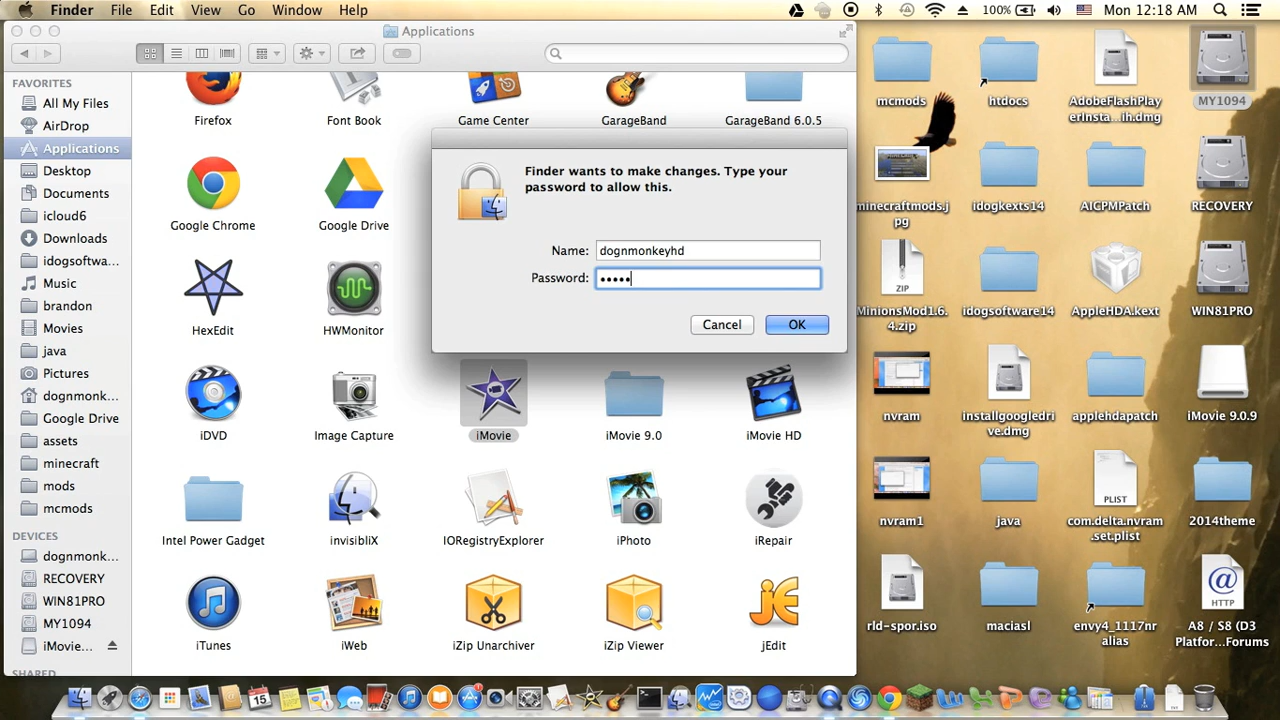 Finder File Edit View Go Window Help 100% Mon 12:18 AM
Applications
FAVORITES
All My Files
AirDrop
Applications
Desktop
Documents
icloud6
Downloads
idogsoftwa...
Music
brandon
Movies
java
Pictures
dognmonk...
Google Drive
assets
minecraft
mods
mcmods
DEVICES
dognmonk...
RECOVERY
WIN81PRO
MY1094
iMovie...
SHARED
Firefox Font Book Game Center GarageBand GarageBand 6.0.5
Google Chrome Google Drive
HexEdit HWMonitor
iDVD Image Capture iMovie iMovie 9.0 iMovie HD
Intel Power Gadget invisibliX IORegistryExplorer iPhoto iRepair
iTunes iWeb iZip Unarchiver iZip Viewer jEdit
Finder wants to make changes. Type your
password to allow this.
Name: dognmonkeyhd
Password: •••••
Cancel OK
mcmods htdocs AdobeFlashPlay
erInsta...ih.dmg MY1094
minecraftmods.j
pg idogkexts14 AIGPMPatch RECOVERY
ZIP
MinionsMod1.6.
4.zip idogsoftware14 AppleHDA.kext WIN81PRO
nvram installgoogledri
ve.dmg applehdapatch iMovie 9.0.9
PLIST
nvram1 java com.delta.nvram
.set.plist 2014theme
HTTP
rld-spor.iso maciasl envy4_1117nr
alias A8 / S8 (D3
Platfor...Forums